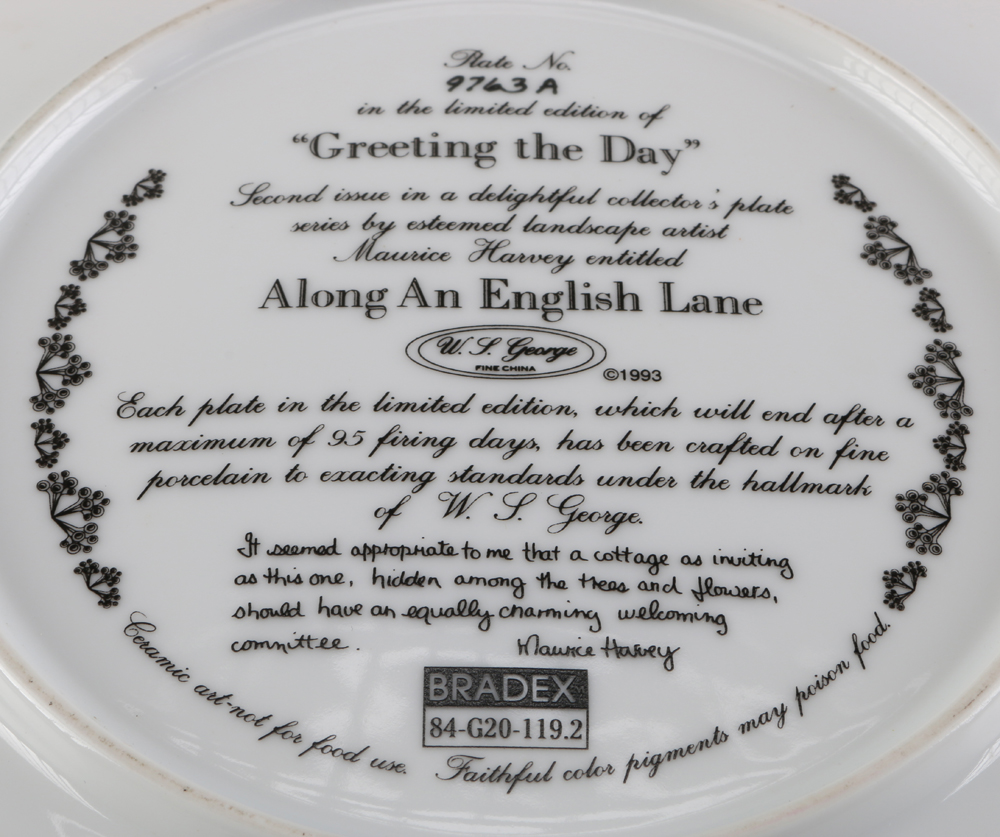 Plate No.
9763 A
in the limited edition of
“Greeting the Day”
Second issue in a delightful collector's plate
series by esteemed landscape artist
Maurice Harvey entitled
Along An English Lane
W. S. George
FINE CHINA
©1993
Each plate in the limited edition, which will end after a
maximum of 95 firing days, has been crafted on fine
porcelain to exacting standards under the hallmark
of W. S. George.
It seemed appropriate to me that a cottage as inviting
as this one, hidden among the trees and flowers,
should have an equally charming welcoming
committee.
Maurice Harvey
BRADEX
84-G20-119.2
Ceramic art-not for food use. Faithful color pigments may poison food.